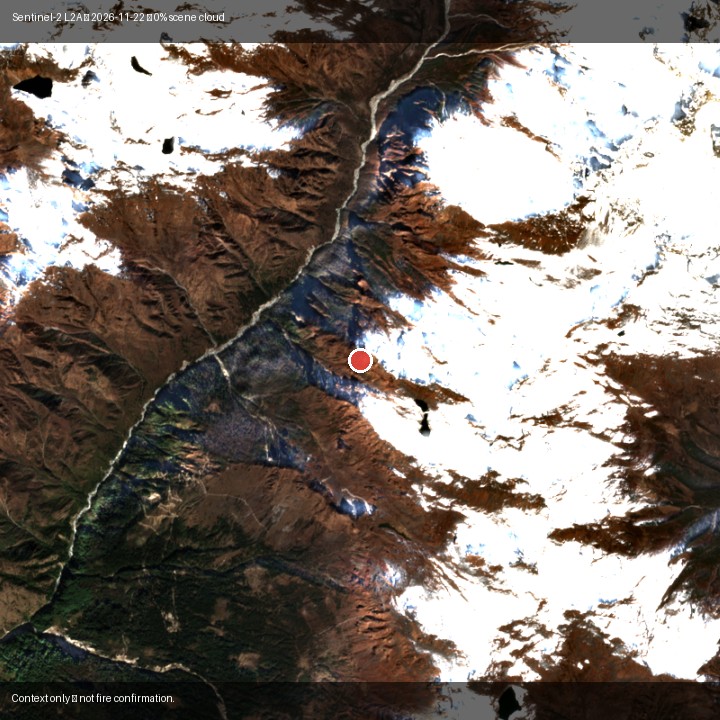 Sentinel-2 L2A▯2026-11-22▯0%scene cloud
Context only▯not fire confirmation.